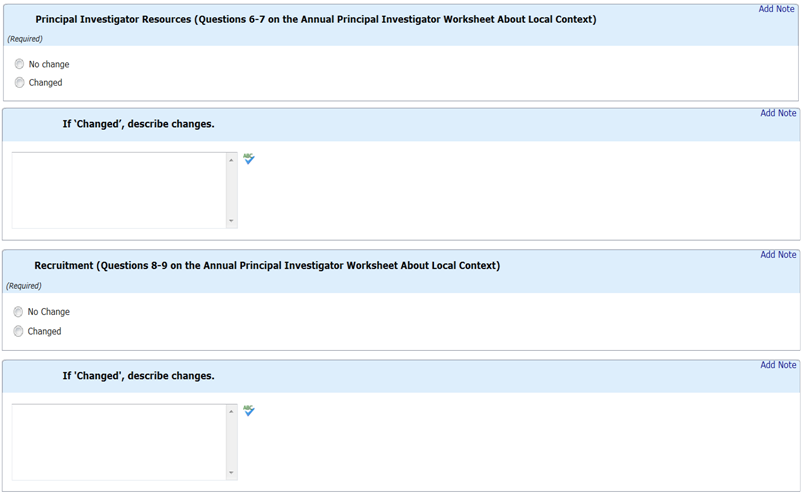 Add Note
Principal Investigator Resources (Questions 6-7 on the Annual Principal Investigator Worksheet About Local Context)
(Required)
No change
Changed
Add Note
If ‘Changed’, describe changes.
ABC
Add Note
Recruitment (Questions 8-9 on the Annual Principal Investigator Worksheet About Local Context)
(Required)
No Change
Changed
Add Note
If 'Changed', describe changes.
ABC